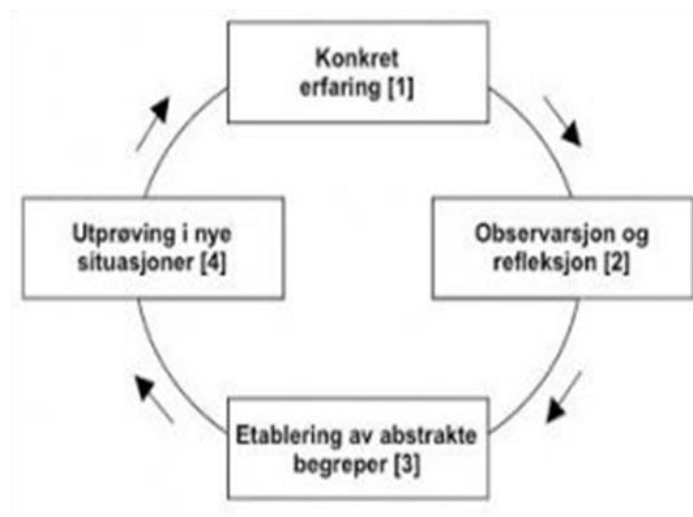 Konkret
erfaring [1]
Observarsjon og
refleksjon [2]
Etablering av abstrakte
begreper [3]
Utprøving i nye
situasjoner [4]